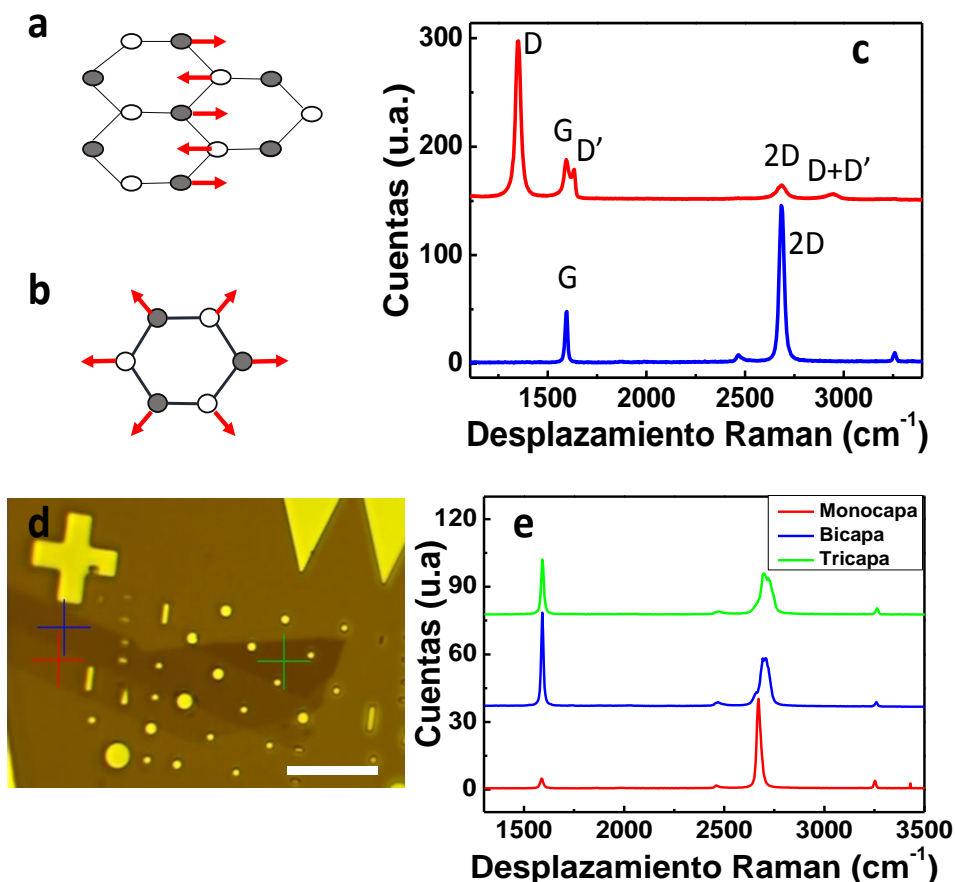 a
b
c
Cuentas (u.a.)
300
200
100
0
D
G
D’
2D
D+D’
G
2D
1500 2000 2500 3000
Desplazamiento Raman (cm-1)
d
e
Cuentas (u.a)
120
90
60
30
0
Monocapa
Bicapa
Tricapa
1500 2000 2500 3000 3500
Desplazamiento Raman (cm-1)